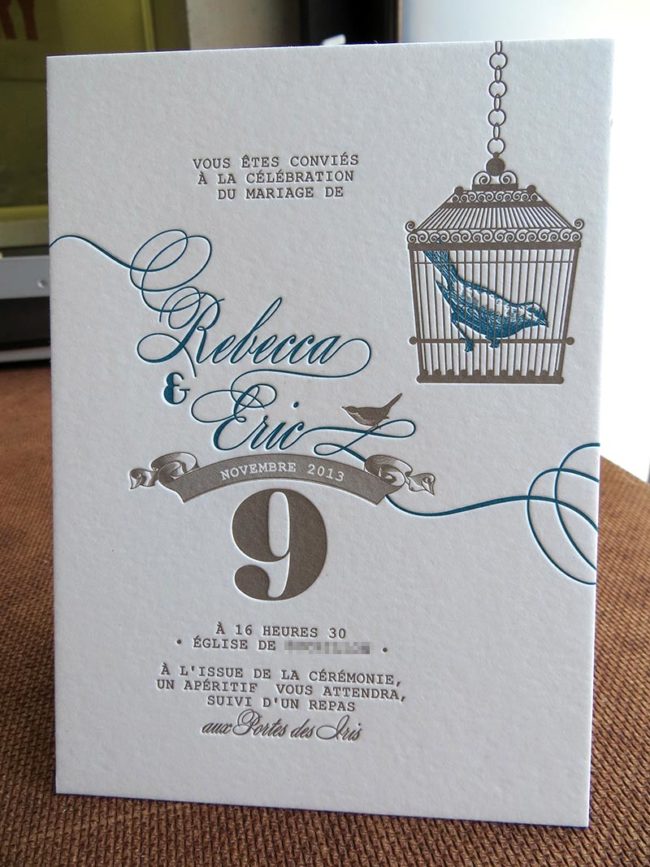 VOUS ÊTES CONVIÉS
À LA CÉLÉBRATION
DU MARIAGE DE
Rebecca
&
Eric
NOVEMBRE 2013
9
À 16 HEURES 30
• ÉGLISE DE •
À L'ISSUE DE LA CÉRÉMONIE,
UN APÉRITIF VOUS ATTENDRA,
SUIVI D'UN REPAS
aux Portes des Iris